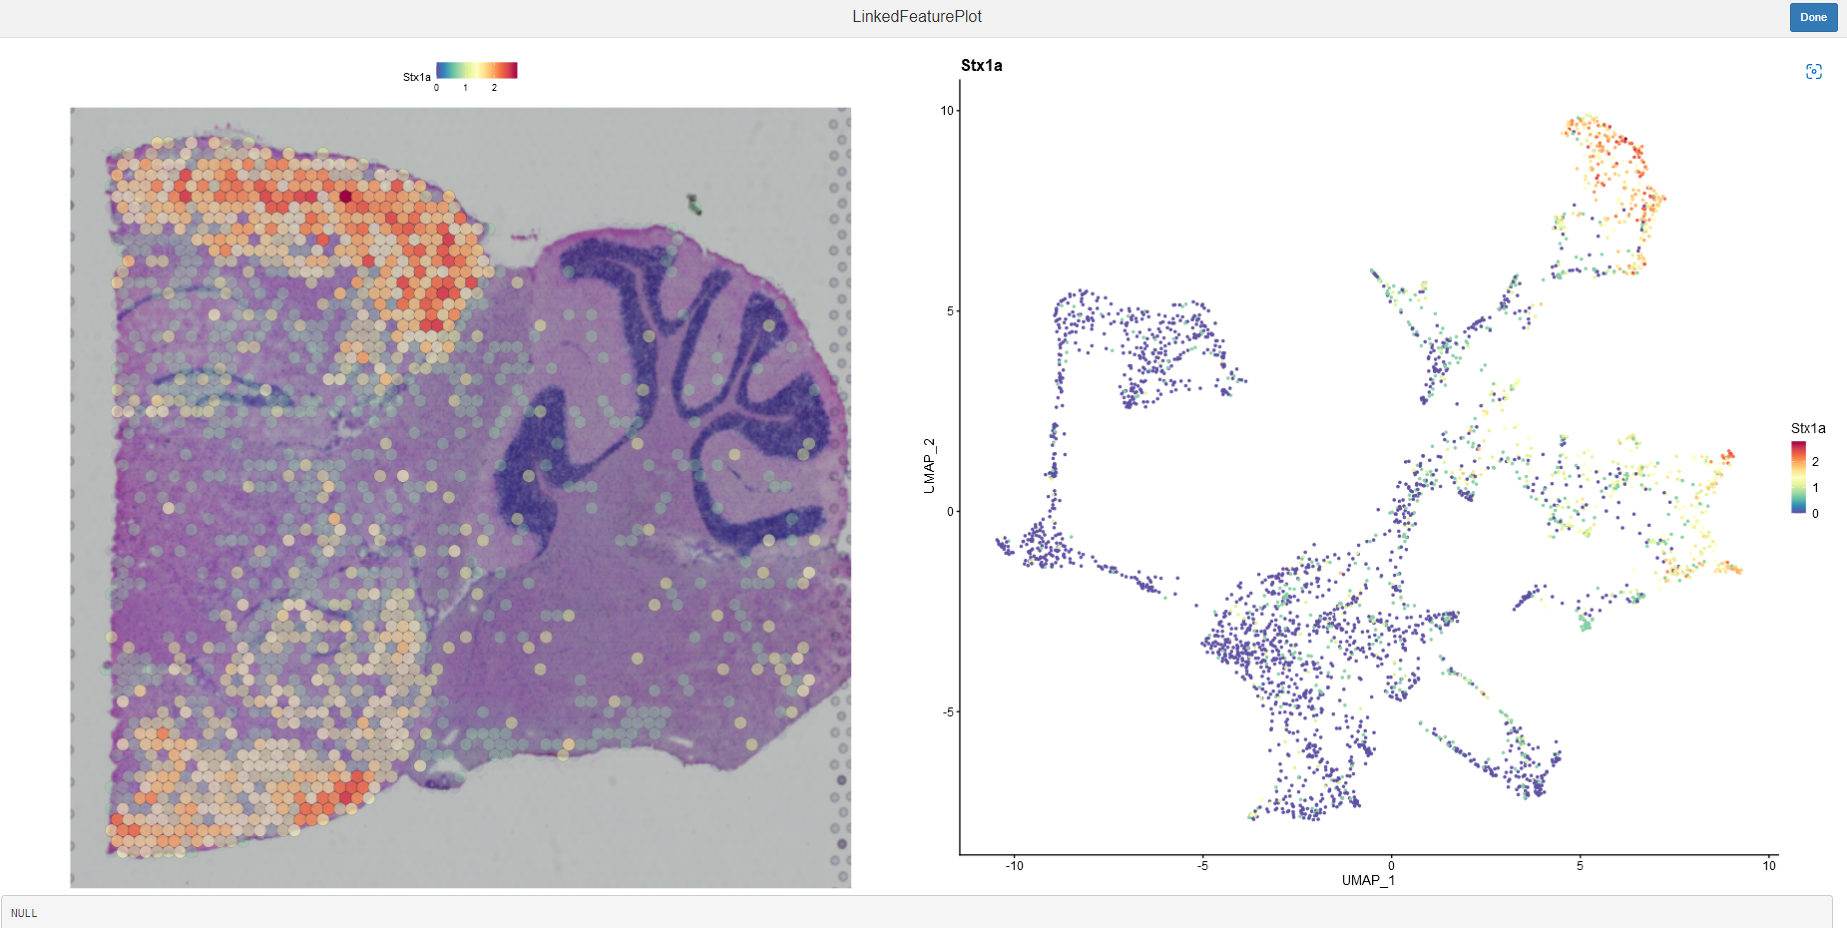 LinkedFeaturePlot
Done
Stx1a
0 1 2
Stx1a
10
5
0
-5
UMAP_2
-10 -5 0 5 10
UMAP_1
Stx1a
2
1
0
NULL